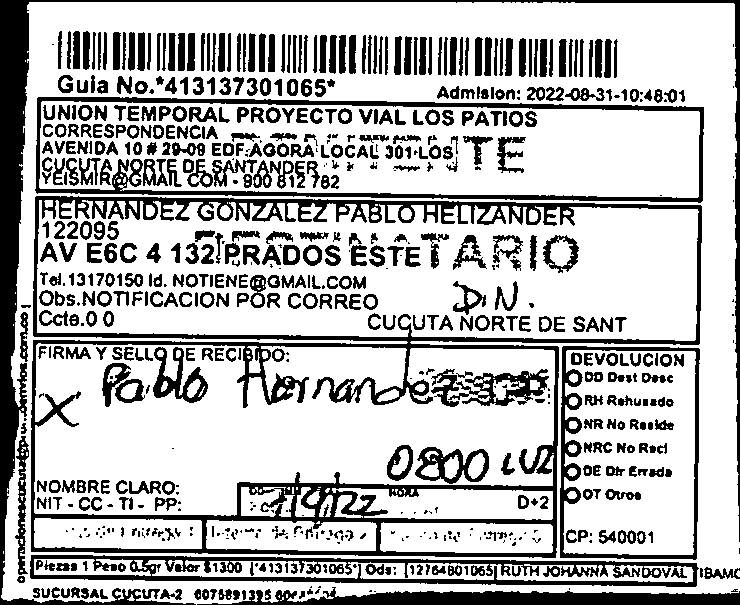 Guia No.*413137301065*
Admision: 2022-08-31-10:48:01
UNION TEMPORAL PROYECTO VIAL LOS PATIOS
CORRESPONDENCIA
AVENIDA 10 # 29-09 EDF.AGORA LOCAL 301-LOS
CUCUTA NORTE DE SANTANDER
YEISMIR@GMAIL COM - 900 812 782
HERNANDEZ GONZALEZ PABLO HELIZANDER
122095
AV E6C 4 132 PRADOS ESTE
Tel.13170150 Id. NOTIENE@GMAIL.COM
Obs.NOTIFICACION POR CORREO
D.N.
Ccte.0 0
CUCUTA NORTE DE SANT
FIRMA Y SELLO DE RECIBIDO:
X Pablo Hernandez
0800 LUZ
NOMBRE CLARO:
NIT - CC - TI - PP:
HORA
D+2
DEVOLUCION
DD Dest Desc
RH Rehusado
NR No Reside
NRC No Recl
DE Dir Errada
OT Otros
CP: 540001
Piezas 1 Peso 0.5gr Valor $1300 (*413137301065*) Ods: [12764801065] RUTH JOHANNA SANDOVAL TIBAMO
SUCURSAL CUCUTA-2